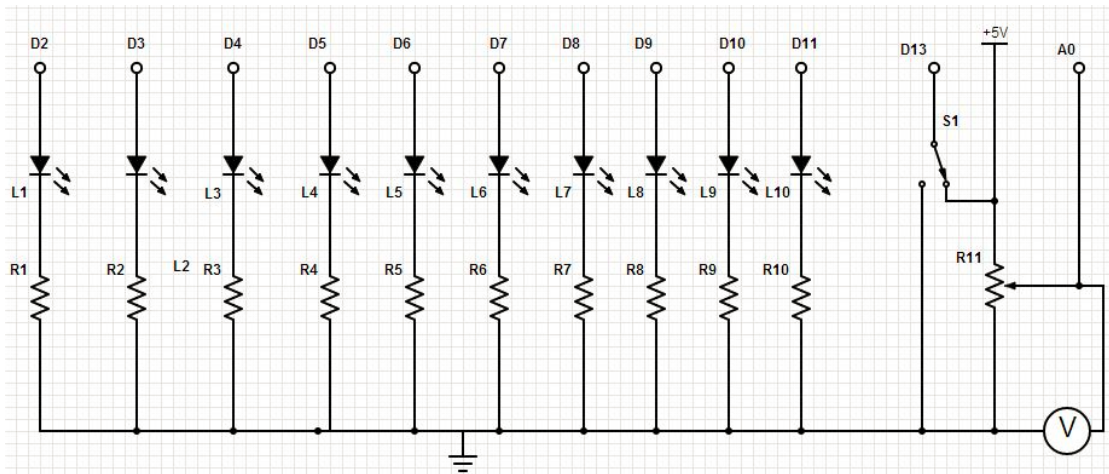 D2 D3 D4 D5 D6 D7 D8 D9 D10 D11 D13 +5V A0
S1
L1 L3 L4 L5 L6 L7 L8 L9 L10
R1 R2 L2 R3 R4 R5 R6 R7 R8 R9 R10 R11
V